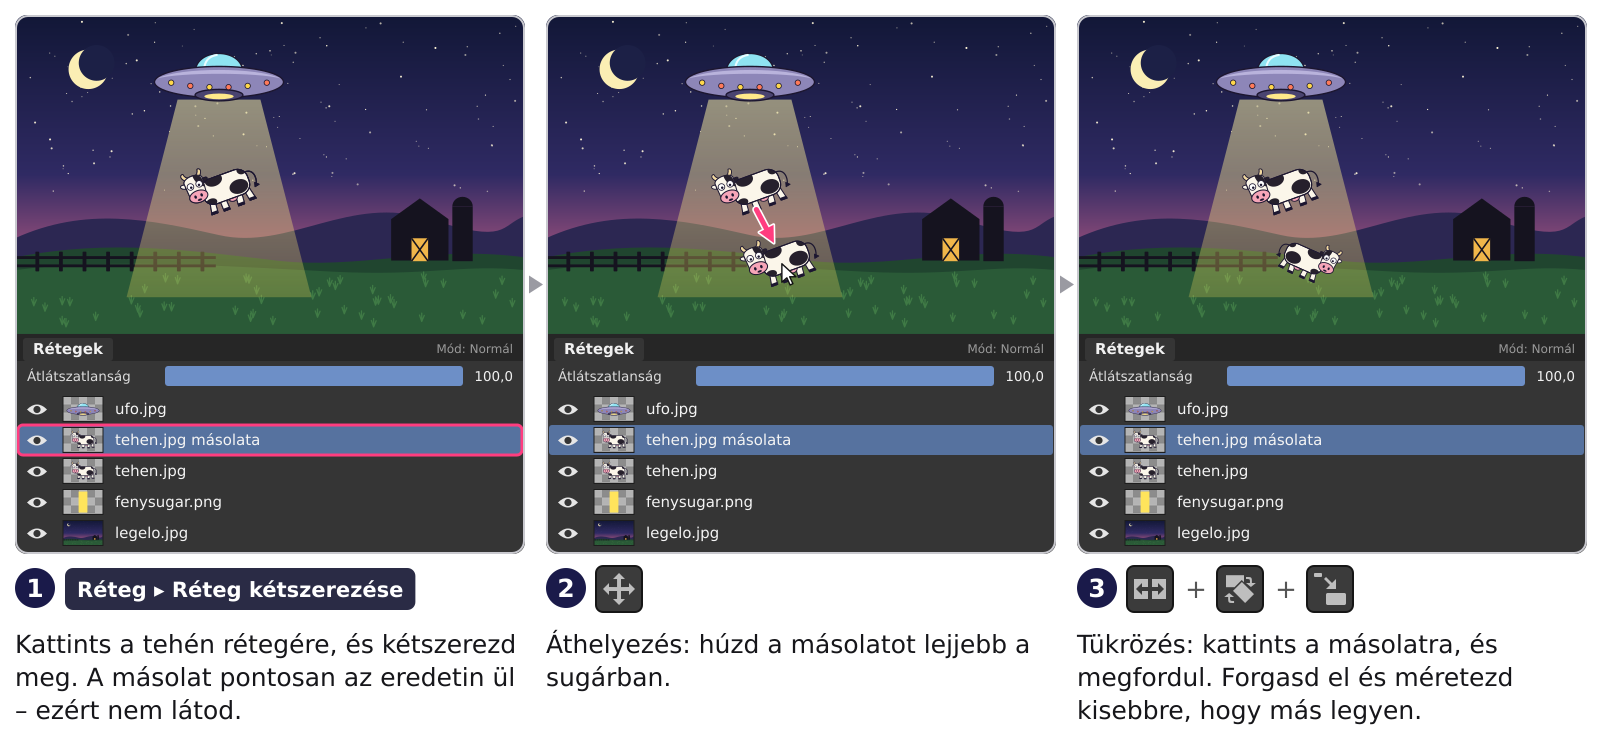 Rétegek
Mód: Normál
Átlátszatlanság
100,0
ufo.jpg
tehen.jpg másolata
tehen.jpg
fenysugar.png
legelo.jpg
1 Réteg ▸ Réteg kétszerezése
Kattints a tehén rétegére, és kétszerezd
meg. A másolat pontosan az eredetin ül
– ezért nem látod.
Rétegek
Mód: Normál
Átlátszatlanság
100,0
ufo.jpg
tehen.jpg másolata
tehen.jpg
fenysugar.png
legelo.jpg
2
Áthelyezés: húzd a másolatot lejjebb a
sugárban.
Rétegek
Mód: Normál
Átlátszatlanság
100,0
ufo.jpg
tehen.jpg másolata
tehen.jpg
fenysugar.png
legelo.jpg
3 + +
Tükrözés: kattints a másolatra, és
megfordul. Forgasd el és méretezd
kisebbre, hogy más legyen.